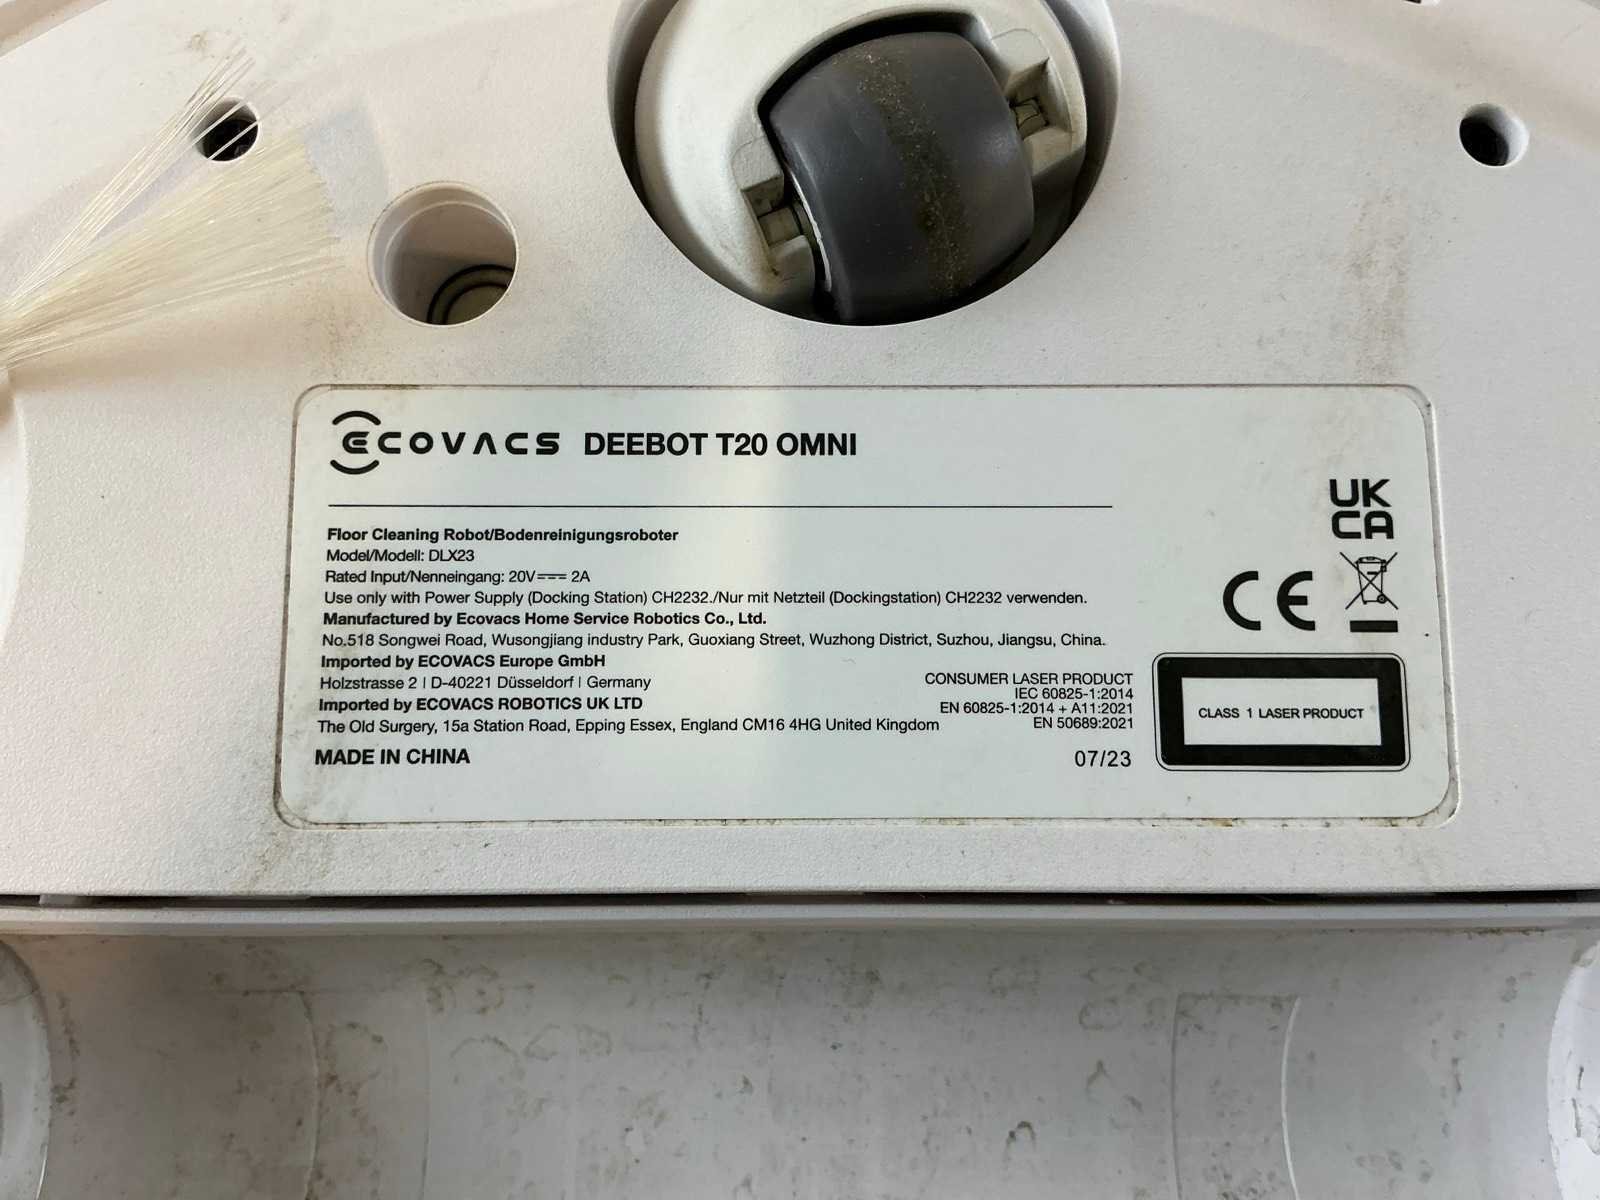 ECOVACS DEEBOT T20 OMNI
Floor Cleaning Robot/Bodenreinigungsroboter
Model/Modell: DLX23
Rated Input/Nenneingang: 20V⎓ 2A
Use only with Power Supply (Docking Station) CH2232./Nur mit Netzteil (Dockingstation) CH2232 verwenden.
Manufactured by Ecovacs Home Service Robotics Co., Ltd.
No.518 Songwei Road, Wusongjiang industry Park, Guoxiang Street, Wuzhong District, Suzhou, Jiangsu, China.
Imported by ECOVACS Europe GmbH
Holzstrasse 2 | D-40221 Düsseldorf | Germany
Imported by ECOVACS ROBOTICS UK LTD
The Old Surgery, 15a Station Road, Epping Essex, England CM16 4HG United Kingdom
MADE IN CHINA
CONSUMER LASER PRODUCT
IEC 60825-1:2014
EN 60825-1:2014 + A11:2021
EN 50689:2021
07/23
UK
CA
CE
CLASS 1 LASER PRODUCT